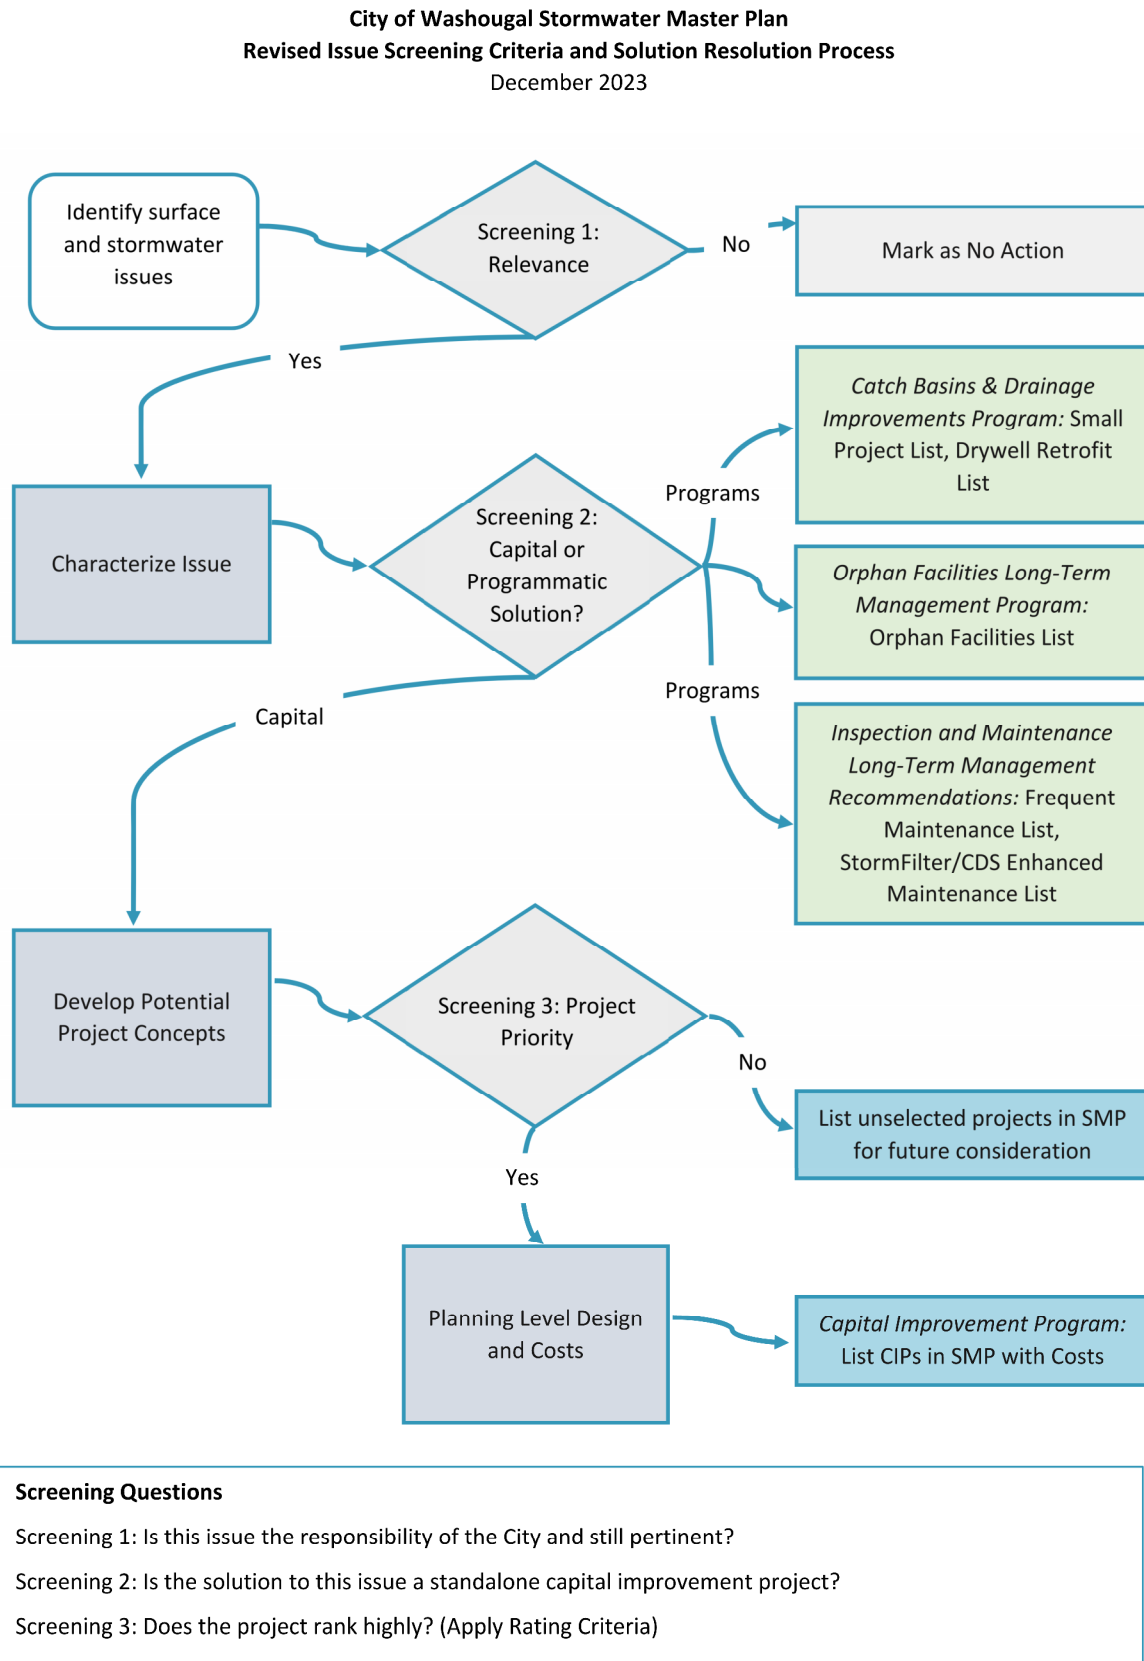 City of Washougal Stormwater Master Plan
Revised Issue Screening Criteria and Solution Resolution Process
December 2023
Identify surface
and stormwater
issues
Screening 1:
Relevance
No
Mark as No Action
Yes
Catch Basins & Drainage
Improvements Program: Small
Project List, Drywell Retrofit
List
Programs
Characterize Issue
Screening 2:
Capital or
Programmatic
Solution?
Orphan Facilities Long-Term
Management Program:
Orphan Facilities List
Programs
Capital
Inspection and Maintenance
Long-Term Management
Recommendations: Frequent
Maintenance List,
StormFilter/CDS Enhanced
Maintenance List
Develop Potential
Project Concepts
Screening 3: Project
Priority
No
List unselected projects in SMP
for future consideration
Yes
Planning Level Design
and Costs
Capital Improvement Program:
List CIPs in SMP with Costs
Screening Questions
Screening 1: Is this issue the responsibility of the City and still pertinent?
Screening 2: Is the solution to this issue a standalone capital improvement project?
Screening 3: Does the project rank highly? (Apply Rating Criteria)